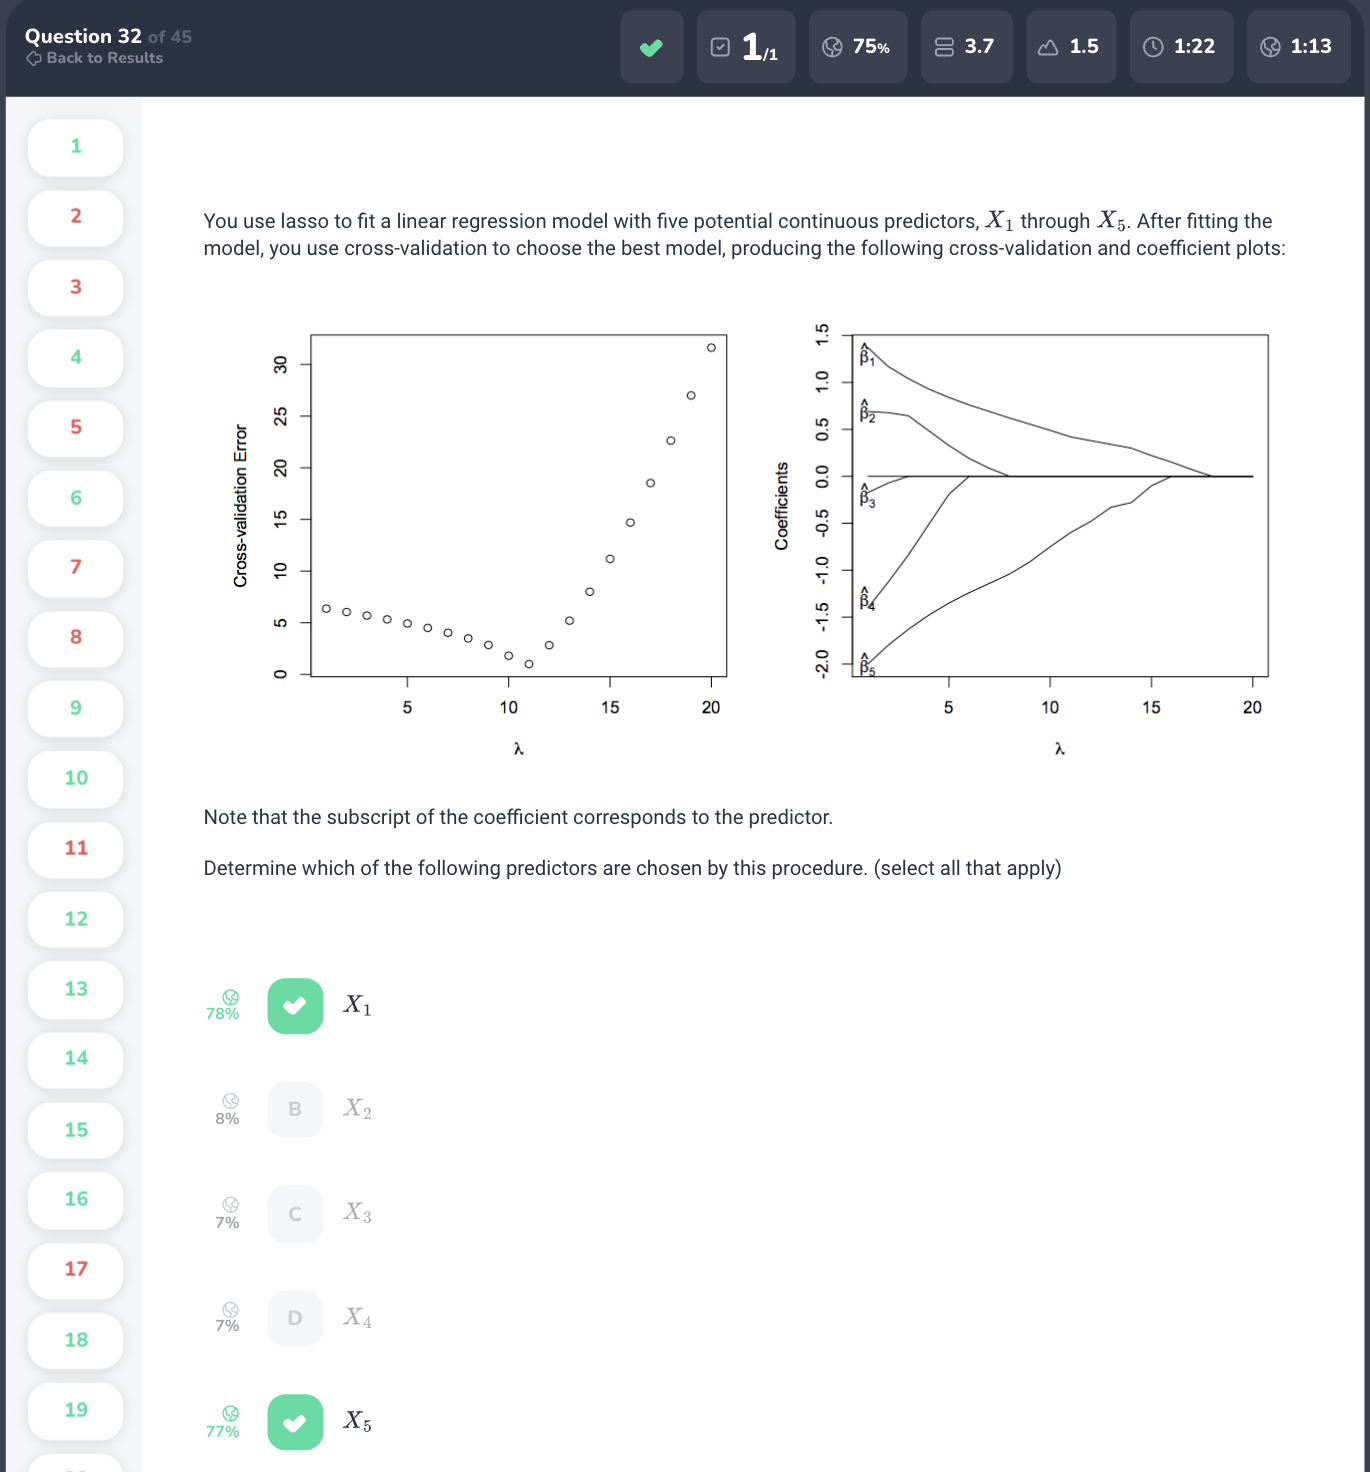 Question 32 of 45
Back to Results
1/1
75%
3.7
1.5
1:22
1:13
1
2
3
4
5
6
7
8
9
10
11
12
13
14
15
16
17
18
19
You use lasso to fit a linear regression model with five potential continuous predictors, X₁ through X₅. After fitting the
model, you use cross-validation to choose the best model, producing the following cross-validation and coefficient plots:
Cross-validation Error
30
25
20
15
10
5
0
5 10 15 20
λ
Coefficients
1.5
1.0
0.5
0.0
-0.5
-1.0
-1.5
-2.0
β̂₁
β̂₂
β̂₃
β̂₄
β̂₅
5 10 15 20
λ
Note that the subscript of the coefficient corresponds to the predictor.
Determine which of the following predictors are chosen by this procedure. (select all that apply)
78% X₁
8% B X₂
7% C X₃
7% D X₄
77% X₅